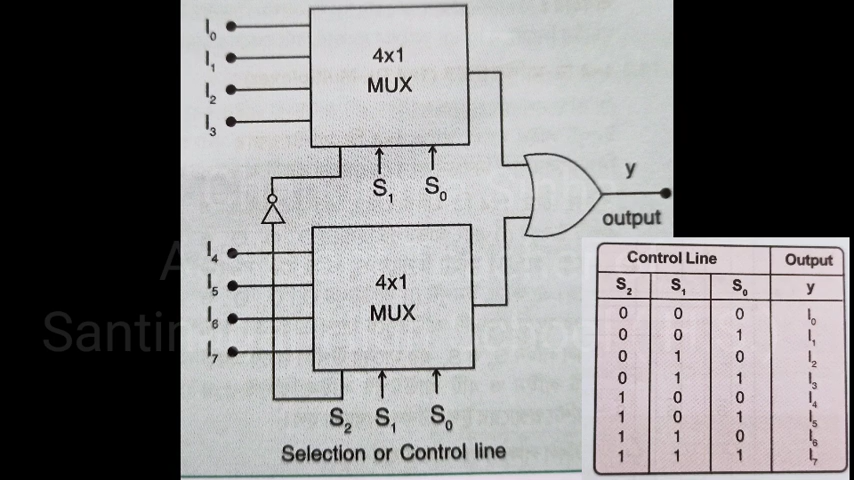 I0
I1
I2
I3
4x1
MUX
S1 S0
I4
I5
I6
I7
4x1
MUX
S2 S1 S0
Selection or Control line
y
output
Control Line Output
S2 S1 S0 y
0 0 0 I0
0 0 1 I1
0 1 0 I2
0 1 1 I3
1 0 0 I4
1 0 1 I5
1 1 0 I6
1 1 1 I7